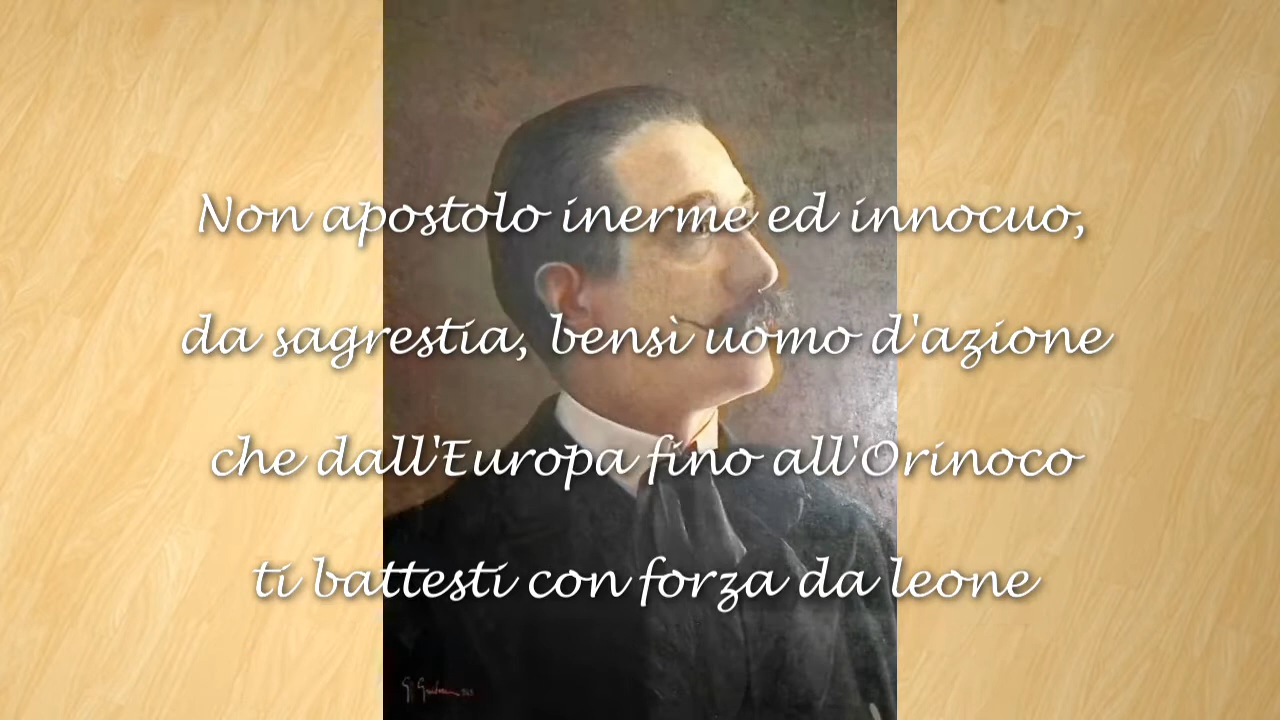 Non apostolo inerme ed innocuo,
da sagrestia, bensì uomo d'azione
che dall'Europa fino all'Orinoco
ti battesti con forza da leone